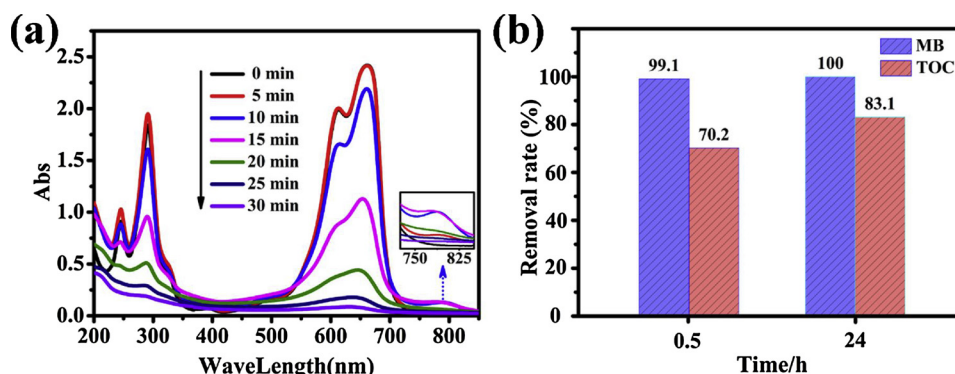 (a)
Abs
2.5
2.0
1.5
1.0
0.5
0.0
0 min
5 min
10 min
15 min
20 min
25 min
30 min
750 825
200 300 400 500 600 700 800
WaveLength(nm)
(b)
Removal rate (%)
100
80
60
40
20
0
MB
TOC
99.1
70.2
100
83.1
0.5 24
Time/h